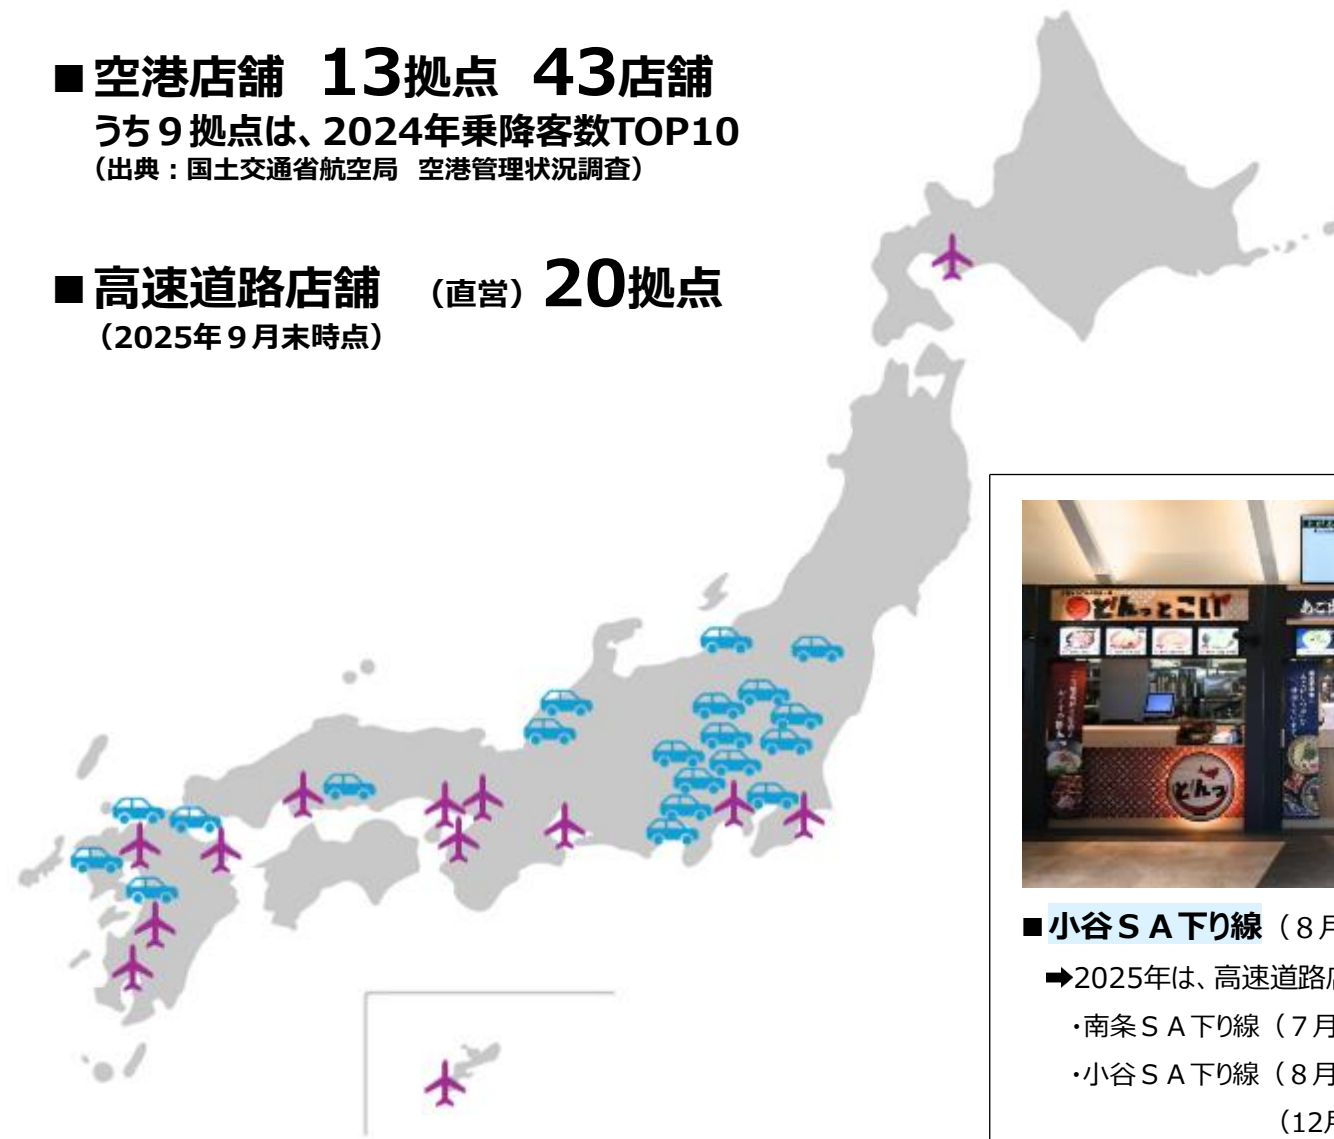 ■空港店舗 13拠点 43店舗
うち９拠点は、2024年乗降客数TOP10
（出典：国土交通省航空局 空港管理状況調査）
■高速道路店舗 （直営）20拠点
（2025年９月末時点）
どんっとこい
どんっ
■小谷ＳＡ下り線（８月
➡2025年は、高速道路店
・南条ＳＡ下り線（７月
・小谷ＳＡ下り線（８月
（12月